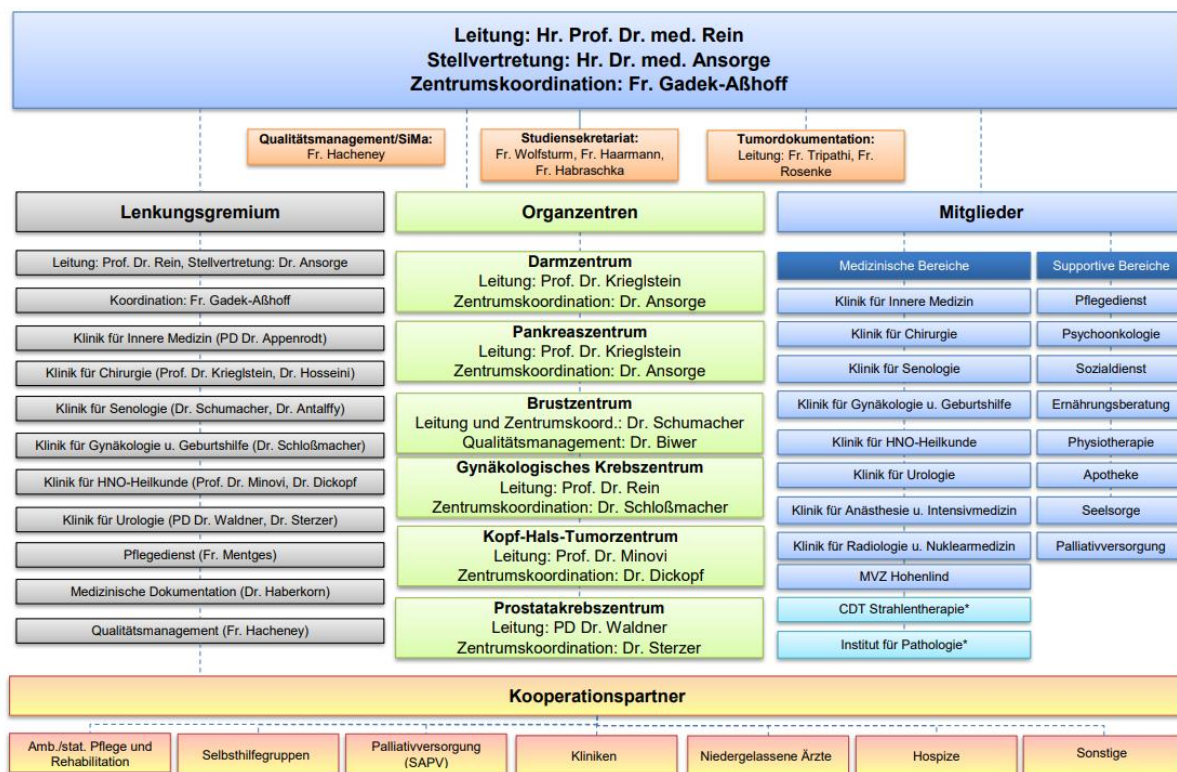 Leitung: Hr. Prof. Dr. med. Rein
Stellvertretung: Hr. Dr. med. Ansorge
Zentrumskoordination: Fr. Gadek-Aßhoff
Qualitätsmanagement/SiMa:
Fr. Hacheney
Studiensekretariat:
Fr. Wolfsturm, Fr. Haarmann,
Fr. Habraschka
Tumordokumentation:
Leitung: Fr. Tripathi, Fr.
Rosenke
Lenkungsgremium
Leitung: Prof. Dr. Rein, Stellvertretung: Dr. Ansorge
Koordination: Fr. Gadek-Aßhoff
Klinik für Innere Medizin (PD Dr. Appenrodt)
Klinik für Chirurgie (Prof. Dr. Krieglstein, Dr. Hosseini)
Klinik für Senologie (Dr. Schumacher, Dr. Antalffy)
Klinik für Gynäkologie u. Geburtshilfe (Dr. Schloßmacher)
Klinik für HNO-Heilkunde (Prof. Dr. Minovi, Dr. Dickopf
Klinik für Urologie (PD Dr. Waldner, Dr. Sterzer)
Pflegedienst (Fr. Mentges)
Medizinische Dokumentation (Dr. Haberkorn)
Qualitätsmanagement (Fr. Hacheney)
Organzentren
Darmzentrum
Leitung: Prof. Dr. Krieglstein
Zentrumskoordination: Dr. Ansorge
Pankreaszentrum
Leitung: Prof. Dr. Krieglstein
Zentrumskoordination: Dr. Ansorge
Brustzentrum
Leitung und Zentrumskoord.: Dr. Schumacher
Qualitätsmanagement: Dr. Biwer
Gynäkologisches Krebszentrum
Leitung: Prof. Dr. Rein
Zentrumskoordination: Dr. Schloßmacher
Kopf-Hals-Tumorzentrum
Leitung: Prof. Dr. Minovi
Zentrumskoordination: Dr. Dickopf
Prostatakrebszentrum
Leitung: PD Dr. Waldner
Zentrumskoordination: Dr. Sterzer
Mitglieder
Medizinische Bereiche
Klinik für Innere Medizin
Klinik für Chirurgie
Klinik für Senologie
Klinik für Gynäkologie u. Geburtshilfe
Klinik für HNO-Heilkunde
Klinik für Urologie
Klinik für Anästhesie u. Intensivmedizin
Klinik für Radiologie u. Nuklearmedizin
MVZ Hohenlind
CDT Strahlentherapie*
Institut für Pathologie*
Supportive Bereiche
Pflegedienst
Psychoonkologie
Sozialdienst
Ernährungsberatung
Physiotherapie
Apotheke
Seelsorge
Palliativversorgung
Kooperationspartner
Amb./stat. Pflege und
Rehabilitation
Selbsthilfegruppen
Palliativversorgung
(SAPV)
Kliniken
Niedergelassene Ärzte
Hospize
Sonstige